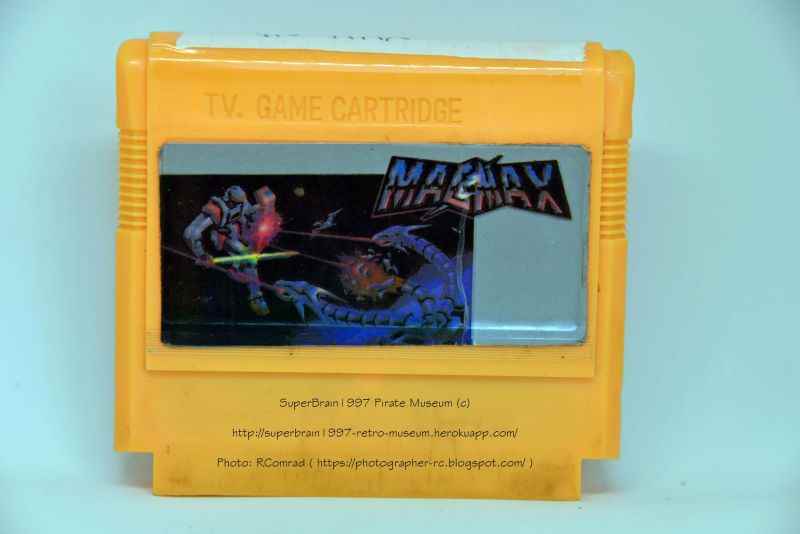 TV. GAME CARTRIDGE
MAGMAX
SuperBrain1997 Pirate Museum (c)
http://superbrain1997-retro-museum.herokuapp.com/
Photo: RComrad ( https://photographer-rc.blogspot.com/ )